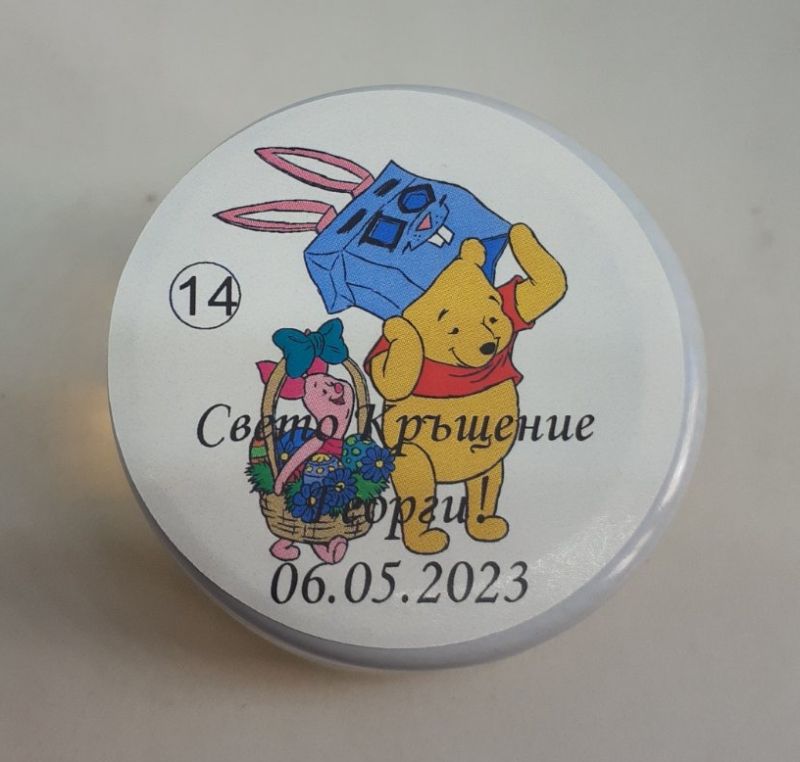 14
Свето Кръщение
Георги!
06.05.2023